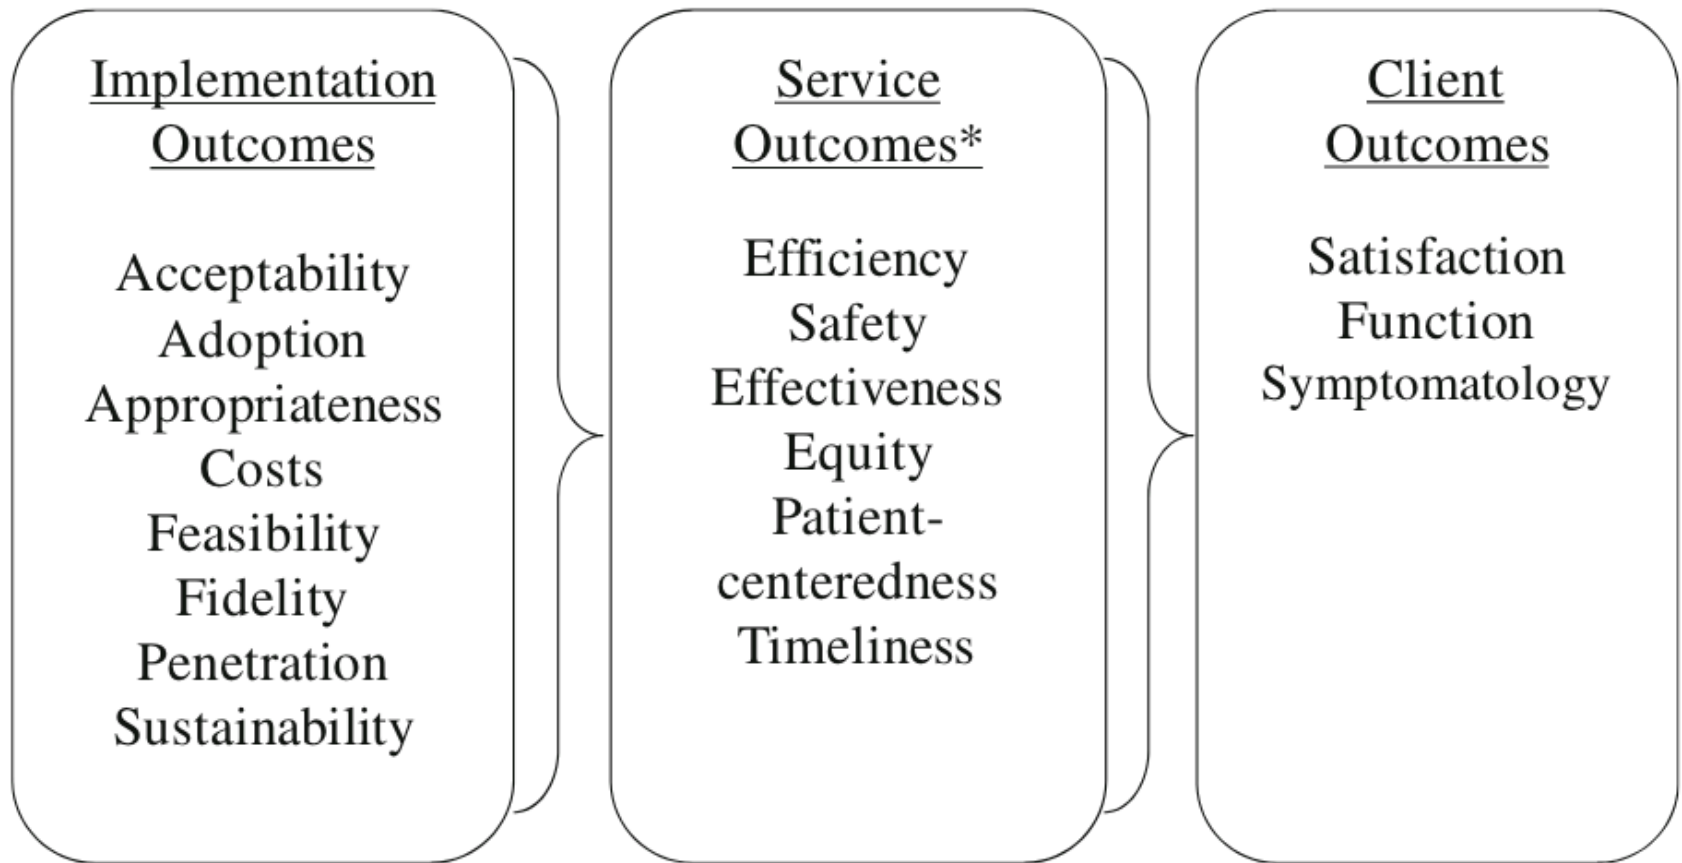 Implementation
Outcomes
Acceptability
Adoption
Appropriateness
Costs
Feasibility
Fidelity
Penetration
Sustainability
Service
Outcomes*
Efficiency
Safety
Effectiveness
Equity
Patient-
centeredness
Timeliness
Client
Outcomes
Satisfaction
Function
Symptomatology